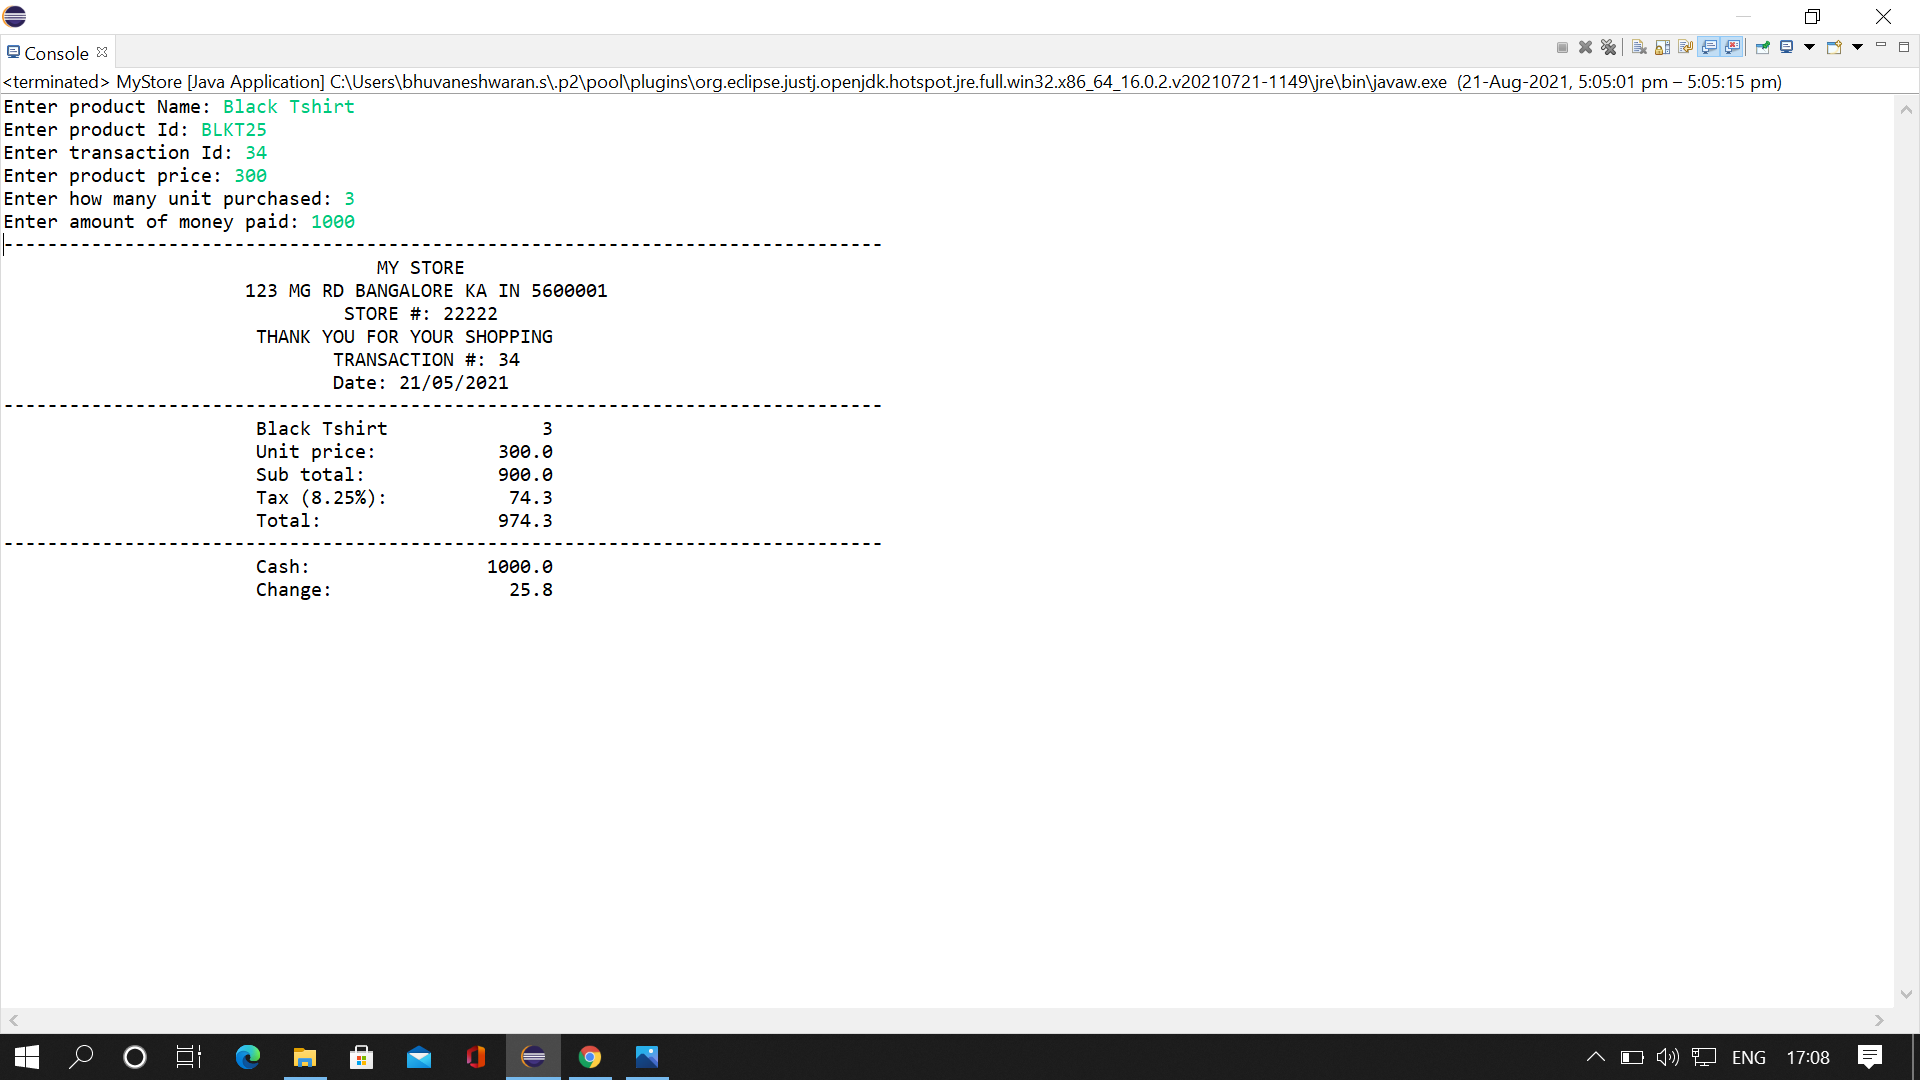 Console
<terminated> MyStore [Java Application] C:\Users\bhuvaneshwaran.s\.p2\pool\plugins\org.eclipse.justj.openjdk.hotspot.jre.full.win32.x86_64_16.0.2.v20210721-1149\jre\bin\javaw.exe (21-Aug-2021, 5:05:01 pm – 5:05:15 pm)
Enter product Name: Black Tshirt
Enter product Id: BLKT25
Enter transaction Id: 34
Enter product price: 300
Enter how many unit purchased: 3
Enter amount of money paid: 1000
--------------------------------------------------------------------------------
MY STORE
123 MG RD BANGALORE KA IN 5600001
STORE #: 22222
THANK YOU FOR YOUR SHOPPING
TRANSACTION #: 34
Date: 21/05/2021
--------------------------------------------------------------------------------
Black Tshirt 3
Unit price: 300.0
Sub total: 900.0
Tax (8.25%): 74.3
Total: 974.3
--------------------------------------------------------------------------------
Cash: 1000.0
Change: 25.8
ENG 17:08